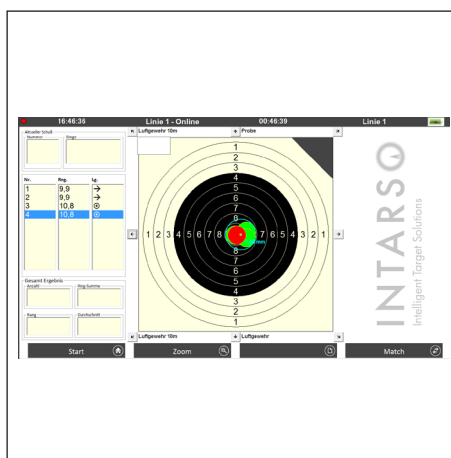 16:46:36 Linie 1 - Online 00:46:39 Linie 1
Aktueller Schuß
Nummer Ringe
Luftgewehr 10m Probe
Nr. Rng. Lg.
1 9,9 →
2 9,9 →
3 10,8
4 10,8
1
2
3
4
5
6
7
8
1 2 3 4 5 6 7 8 7 6 5 4 3 2 1
8
7
6
5
4
3
2
1
Gesamt Ergebnis
Anzahl Ring-Summe
Rang Durchschnitt
Luftgewehr 10m Luftgewehr
Start Zoom Match
INTARSO
Intelligent Target Solutions